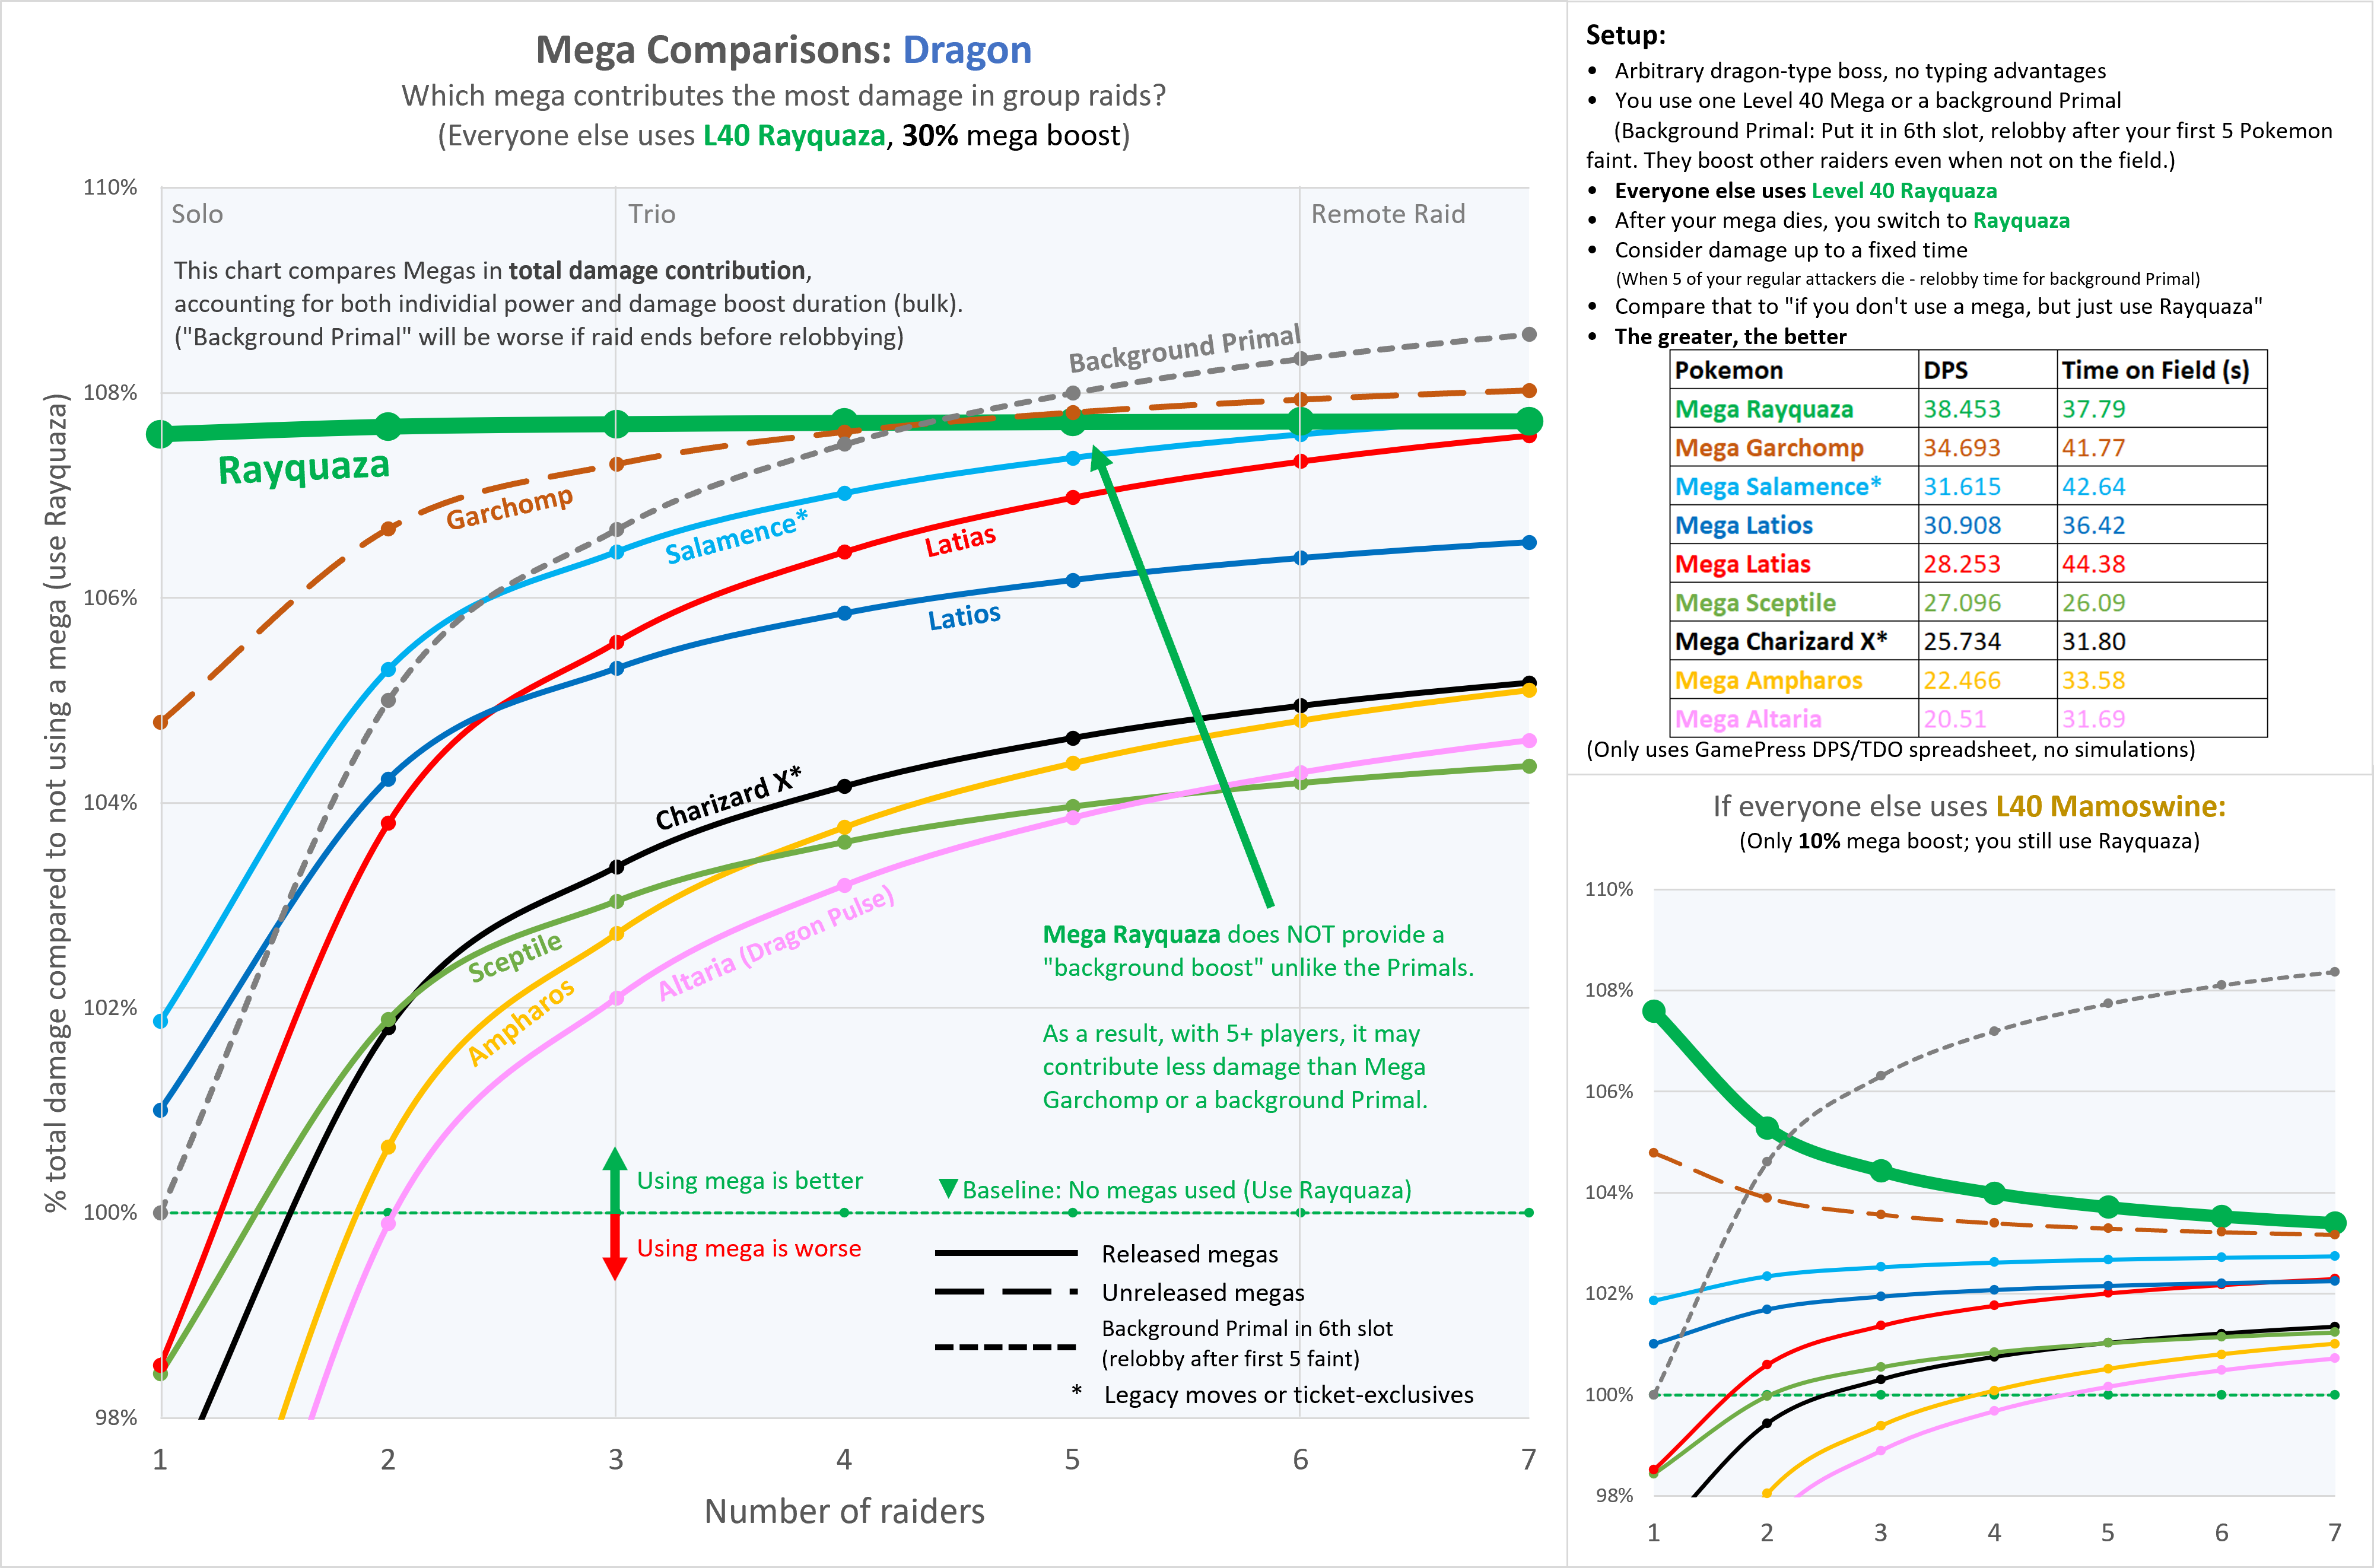 Mega Comparisons: Dragon
Which mega contributes the most damage in group raids?
(Everyone else uses L40 Rayquaza, 30% mega boost)
% total damage compared to not using a mega (use Rayquaza)
110%
108%
106%
104%
102%
100%
98%
Solo
Trio
Remote Raid
This chart compares Megas in total damage contribution,
accounting for both individial power and damage boost duration (bulk).
("Background Primal" will be worse if raid ends before relobbying)
Background Primal
Rayquaza
Garchomp
Salamence*
Latias
Latios
Charizard X*
Sceptile
Ampharos
Altaria (Dragon Pulse)
Mega Rayquaza does NOT provide a
"background boost" unlike the Primals.
As a result, with 5+ players, it may
contribute less damage than Mega
Garchomp or a background Primal.
Using mega is better
Using mega is worse
▼Baseline: No megas used (Use Rayquaza)
Released megas
Unreleased megas
Background Primal in 6th slot
(relobby after first 5 faint)
* Legacy moves or ticket-exclusives
1 2 3 4 5 6 7
Number of raiders
Setup:
• Arbitrary dragon-type boss, no typing advantages
• You use one Level 40 Mega or a background Primal
(Background Primal: Put it in 6th slot, relobby after your first 5 Pokemon
faint. They boost other raiders even when not on the field.)
• Everyone else uses Level 40 Rayquaza
• After your mega dies, you switch to Rayquaza
• Consider damage up to a fixed time
(When 5 of your regular attackers die - relobby time for background Primal)
• Compare that to "if you don't use a mega, but just use Rayquaza"
• The greater, the better
Pokemon DPS Time on Field (s)
Mega Rayquaza 38.453 37.79
Mega Garchomp 34.693 41.77
Mega Salamence* 31.615 42.64
Mega Latios 30.908 36.42
Mega Latias 28.253 44.38
Mega Sceptile 27.096 26.09
Mega Charizard X* 25.734 31.80
Mega Ampharos 22.466 33.58
Mega Altaria 20.51 31.69
(Only uses GamePress DPS/TDO spreadsheet, no simulations)
If everyone else uses L40 Mamoswine:
(Only 10% mega boost; you still use Rayquaza)
110%
108%
106%
104%
102%
100%
98%
1 2 3 4 5 6 7